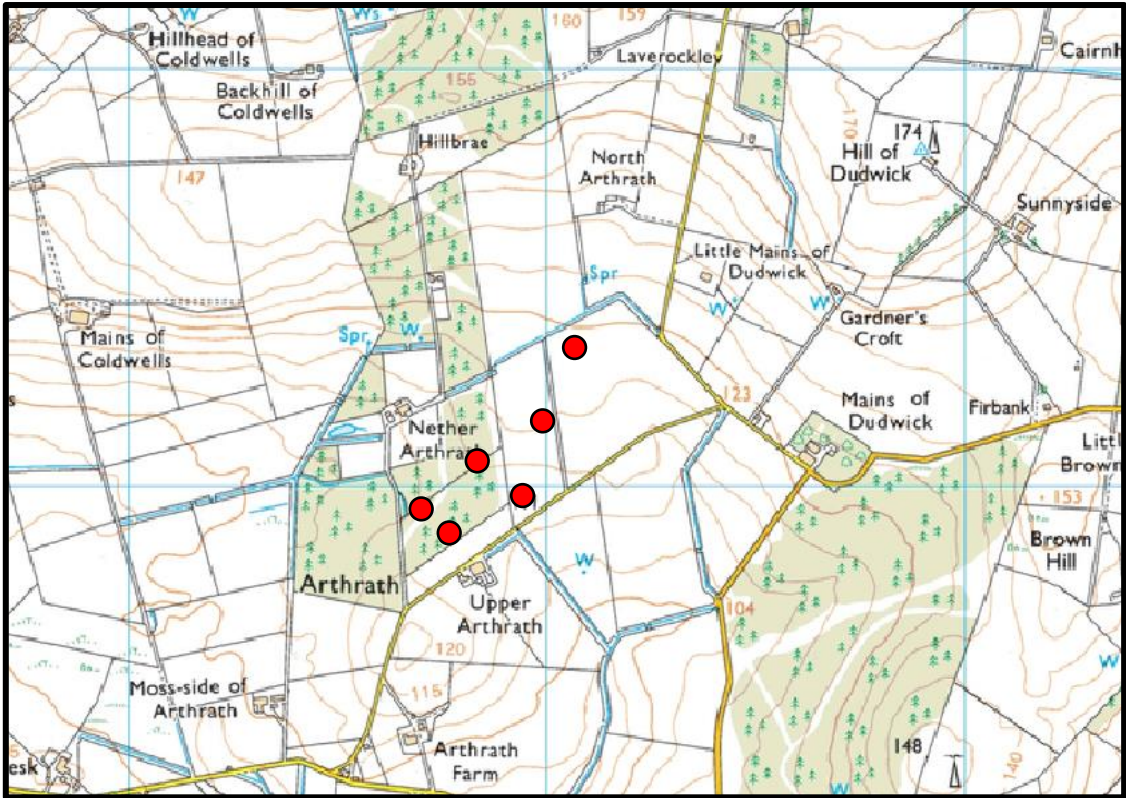 W
Ws
160
159
Hillhead of
Coldwells
Laverockley
Cairnh
Backhill of
Coldwells
155
Hillbrae
170
174
Hill of
Dudwick
North
Arthrath
147
Sunnyside
Little Mains of
Dudwick
Spr
W
W
Gardner's
Croft
Mains of
Coldwells
Spr
W
123
Mains of
Dudwick
Firbank
Nether
Arthrath
Littl
Brown
153
Brown
Hill
W
Arthrath
Upper
Arthrath
104
120
W
Moss-side of
Arthrath
115
Arthrath
Farm
148
140
esk
W